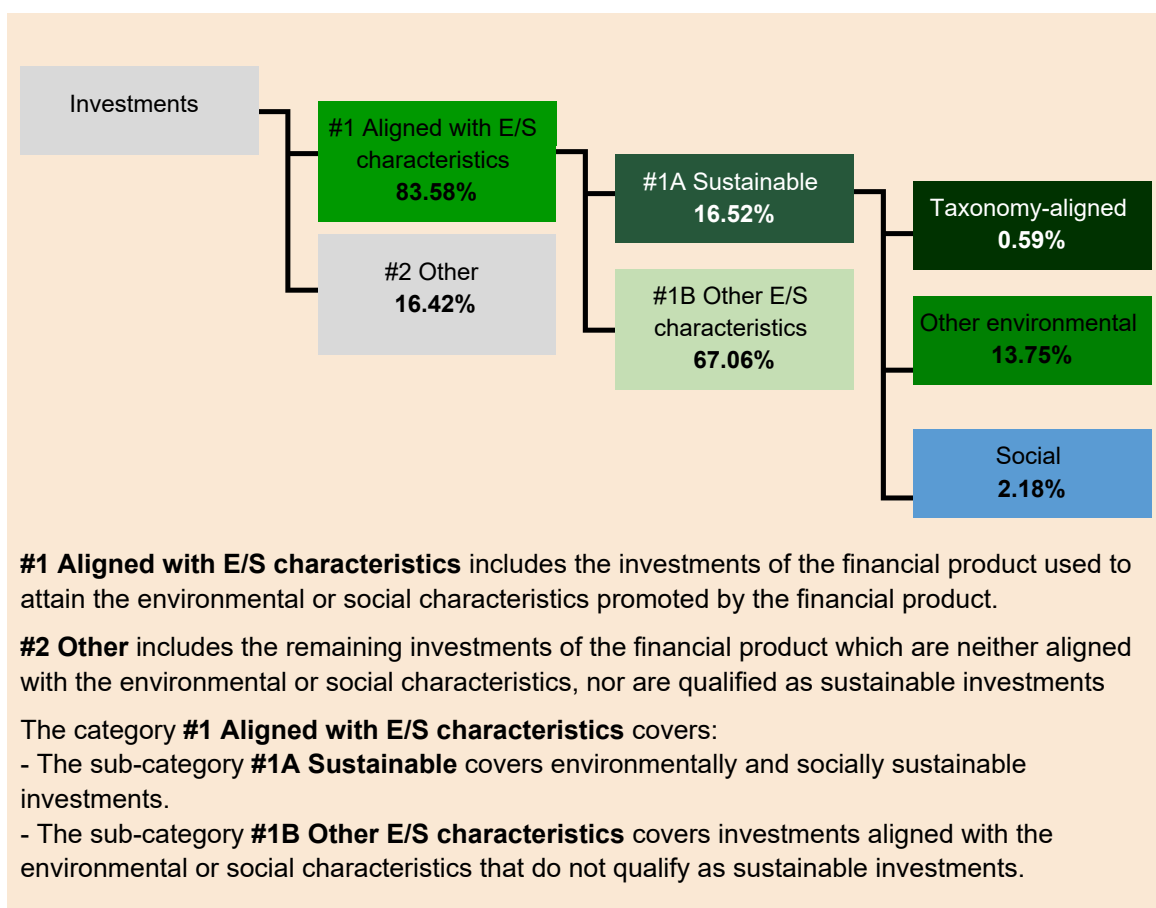 Investments
#1 Aligned with E/S
characteristics
83.58%
#2 Other
16.42%
#1A Sustainable
16.52%
#1B Other E/S
characteristics
67.06%
Taxonomy-aligned
0.59%
Other environmental
13.75%
Social
2.18%
#1 Aligned with E/S characteristics includes the investments of the financial product used to
attain the environmental or social characteristics promoted by the financial product.
#2 Other includes the remaining investments of the financial product which are neither aligned
with the environmental or social characteristics, nor are qualified as sustainable investments
The category #1 Aligned with E/S characteristics covers:
- The sub-category #1A Sustainable covers environmentally and socially sustainable
investments.
- The sub-category #1B Other E/S characteristics covers investments aligned with the
environmental or social characteristics that do not qualify as sustainable investments.